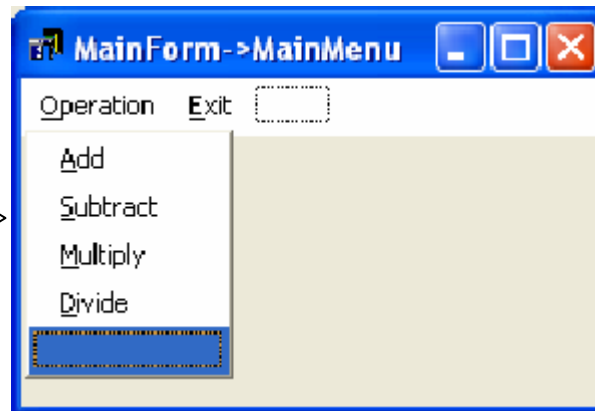 MainForm->MainMenu
Operation Exit
Add
Subtract
Multiply
Divide